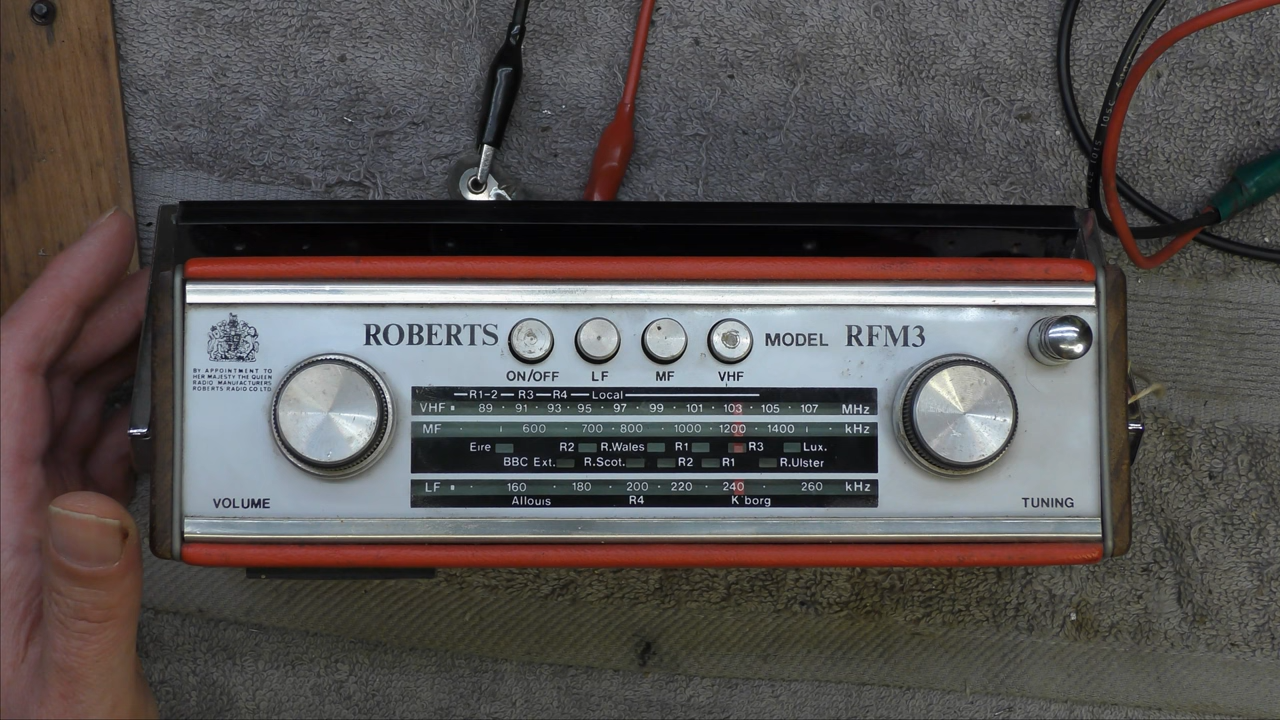 ROBERTS MODEL RFM3
BY APPOINTMENT TO
HER MAJESTY THE QUEEN
RADIO MANUFACTURERS
ROBERTS RADIO CO LTD
ON/OFF LF MF VHF
R1-2 R3 R4 Local
VHF 89 91 93 95 97 99 101 103 105 107 MHz
MF 600 700 800 1000 1200 1400 kHz
Eire R2 R.Wales R1 R3 Lux.
BBC Ext. R.Scot. R2 R1 R.Ulster
LF 160 180 200 220 240 260 kHz
Allouis R4 K'borg
VOLUME TUNING